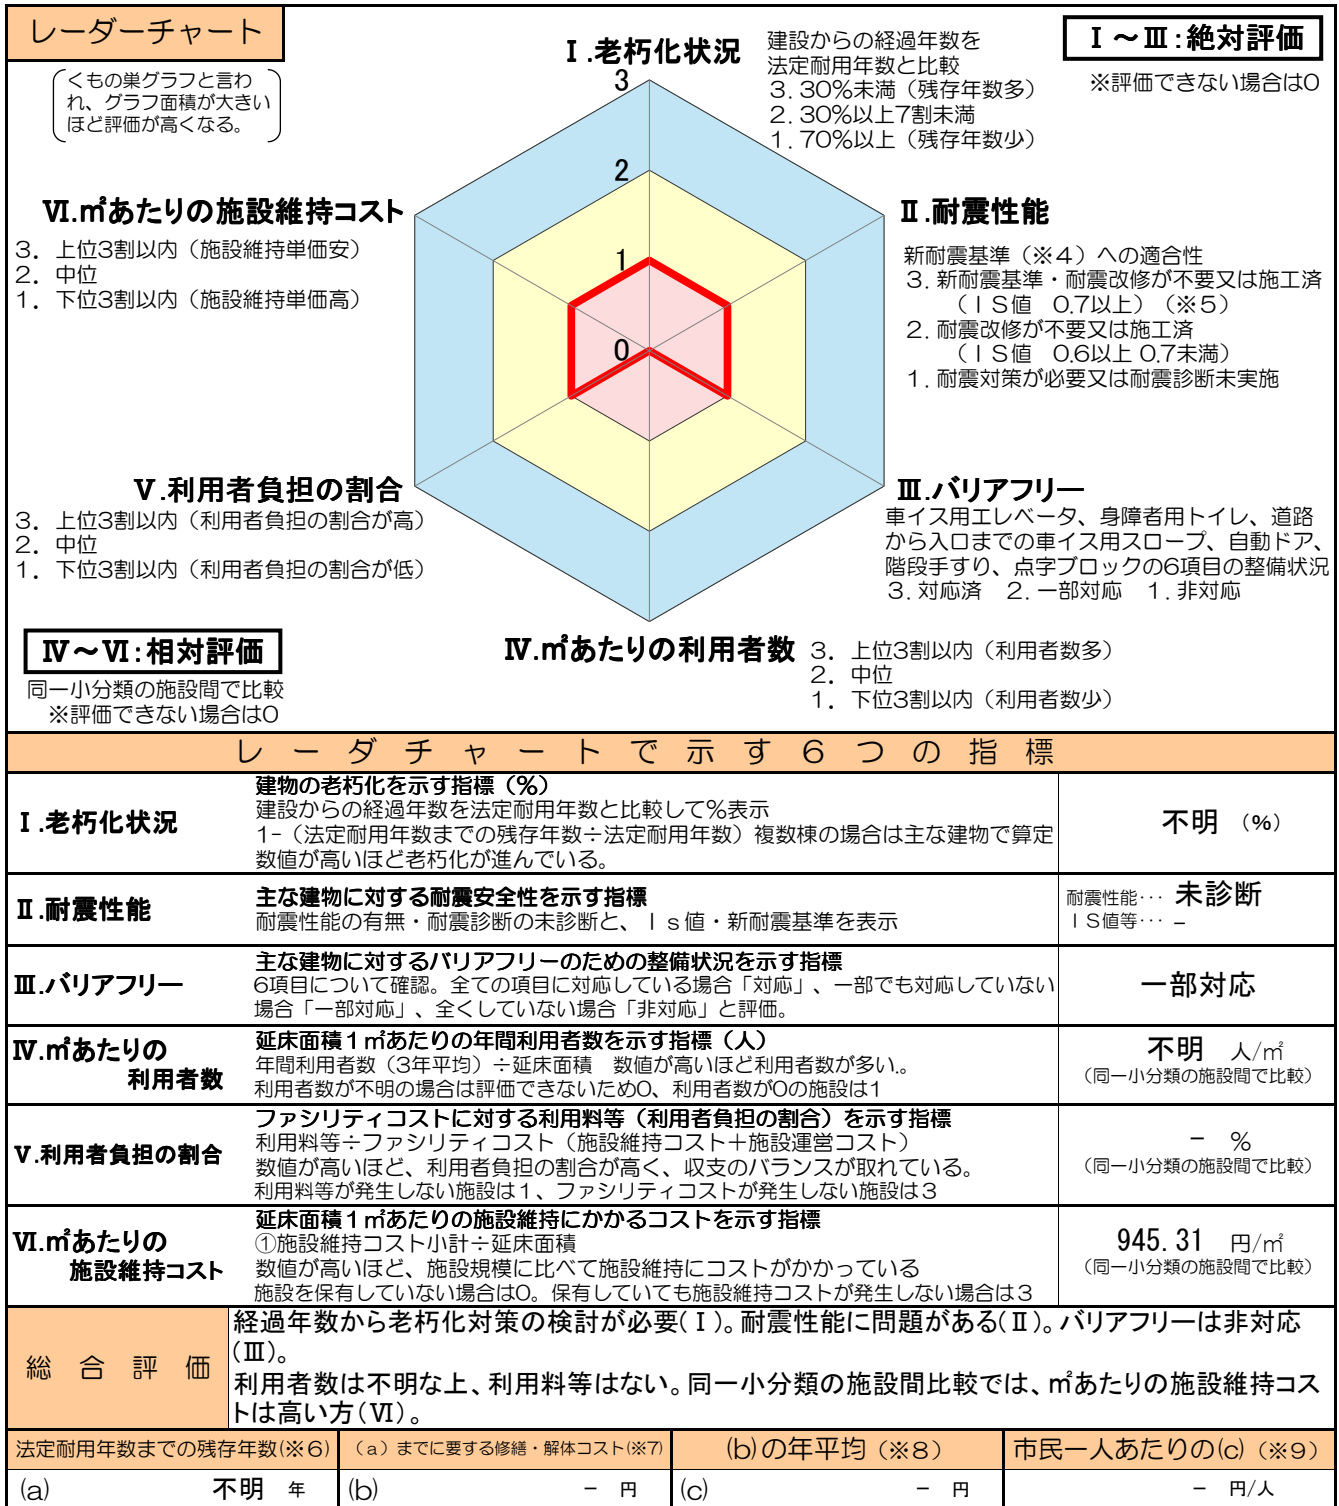 レーダーチャート
くもの巣グラフと言わ
れ、グラフ面積が大きい
ほど評価が高くなる。
Ⅰ.老朽化状況
建設からの経過年数を
法定耐用年数と比較
3.30%未満（残存年数多）
2.30%以上7割未満
1.70%以上（残存年数少）
Ⅰ～Ⅲ:絶対評価
※評価できない場合は0
3
2
1
0
Ⅵ.㎡あたりの施設維持コスト
3. 上位3割以内（施設維持単価安）
2. 中位
1. 下位3割以内（施設維持単価高）
Ⅱ.耐震性能
新耐震基準（※4）への適合性
3.新耐震基準・耐震改修が不要又は施工済
（ＩＳ値　0.7以上）（※5）
2.耐震改修が不要又は施工済
（ＩＳ値　0.6以上 0.7未満）
1.耐震対策が必要又は耐震診断未実施
Ⅴ.利用者負担の割合
3. 上位3割以内（利用者負担の割合が高）
2. 中位
1. 下位3割以内（利用者負担の割合が低）
Ⅲ.バリアフリー
車イス用エレベータ、身障者用トイレ、道路
から入口までの車イス用スロープ、自動ドア、
階段手すり、点字ブロックの6項目の整備状況
3.対応済　2.一部対応　1.非対応
Ⅳ～Ⅵ:相対評価
同一小分類の施設間で比較
※評価できない場合は0
Ⅳ.㎡あたりの利用者数
3. 上位3割以内（利用者数多）
2. 中位
1. 下位3割以内（利用者数少）
レーダチャートで示す6つの指標
Ⅰ.老朽化状況
建物の老朽化を示す指標（%）
建設からの経過年数を法定耐用年数と比較して%表示
1-（法定耐用年数までの残存年数÷法定耐用年数）複数棟の場合は主な建物で算定
数値が高いほど老朽化が進んでいる。
不明 （%）
Ⅱ.耐震性能
主な建物に対する耐震安全性を示す指標
耐震性能の有無・耐震診断の未診断と、Ｉｓ値・新耐震基準を表示
耐震性能… 未診断
ＩＳ値等… －
Ⅲ.バリアフリー
主な建物に対するバリアフリーのための整備状況を示す指標
6項目について確認。全ての項目に対応している場合「対応」、一部でも対応していない
場合「一部対応」、全くしていない場合「非対応」と評価。
一部対応
Ⅳ.㎡あたりの
利用者数
延床面積１㎡あたりの年間利用者数を示す指標（人）
年間利用者数（3年平均）÷延床面積　数値が高いほど利用者数が多い。
利用者数が不明の場合は評価できないため0、利用者数が0の施設は1
不明 人/㎡
（同一小分類の施設間で比較）
Ⅴ.利用者負担の割合
ファシリティコストに対する利用料等（利用者負担の割合）を示す指標
利用料等÷ファシリティコスト（施設維持コスト＋施設運営コスト）
数値が高いほど、利用者負担の割合が高く、収支のバランスが取れている。
利用料等が発生しない施設は１、ファシリティコストが発生しない施設は３
－ %
（同一小分類の施設間で比較）
Ⅵ.㎡あたりの
施設維持コスト
延床面積１㎡あたりの施設維持にかかるコストを示す指標
①施設維持コスト小計÷延床面積
数値が高いほど、施設規模に比べて施設維持にコストがかかっている
施設を保有していない場合は0。保有していても施設維持コストが発生しない場合は３
945.31 円/㎡
（同一小分類の施設間で比較）
総合評価
経過年数から老朽化対策の検討が必要(Ⅰ)。耐震性能に問題がある(Ⅱ)。バリアフリーは非対応
(Ⅲ)。
利用者数は不明な上、利用料等はない。同一小分類の施設間比較では、㎡あたりの施設維持コス
トは高い方(Ⅵ)。
法定耐用年数までの残存年数(※6)
（a）までに要する修繕・解体コスト(※7)
(b)の年平均（※8）
市民一人あたりの(c)（※9）
(a) 不明 年
(b) － 円
(c) － 円
－ 円/人